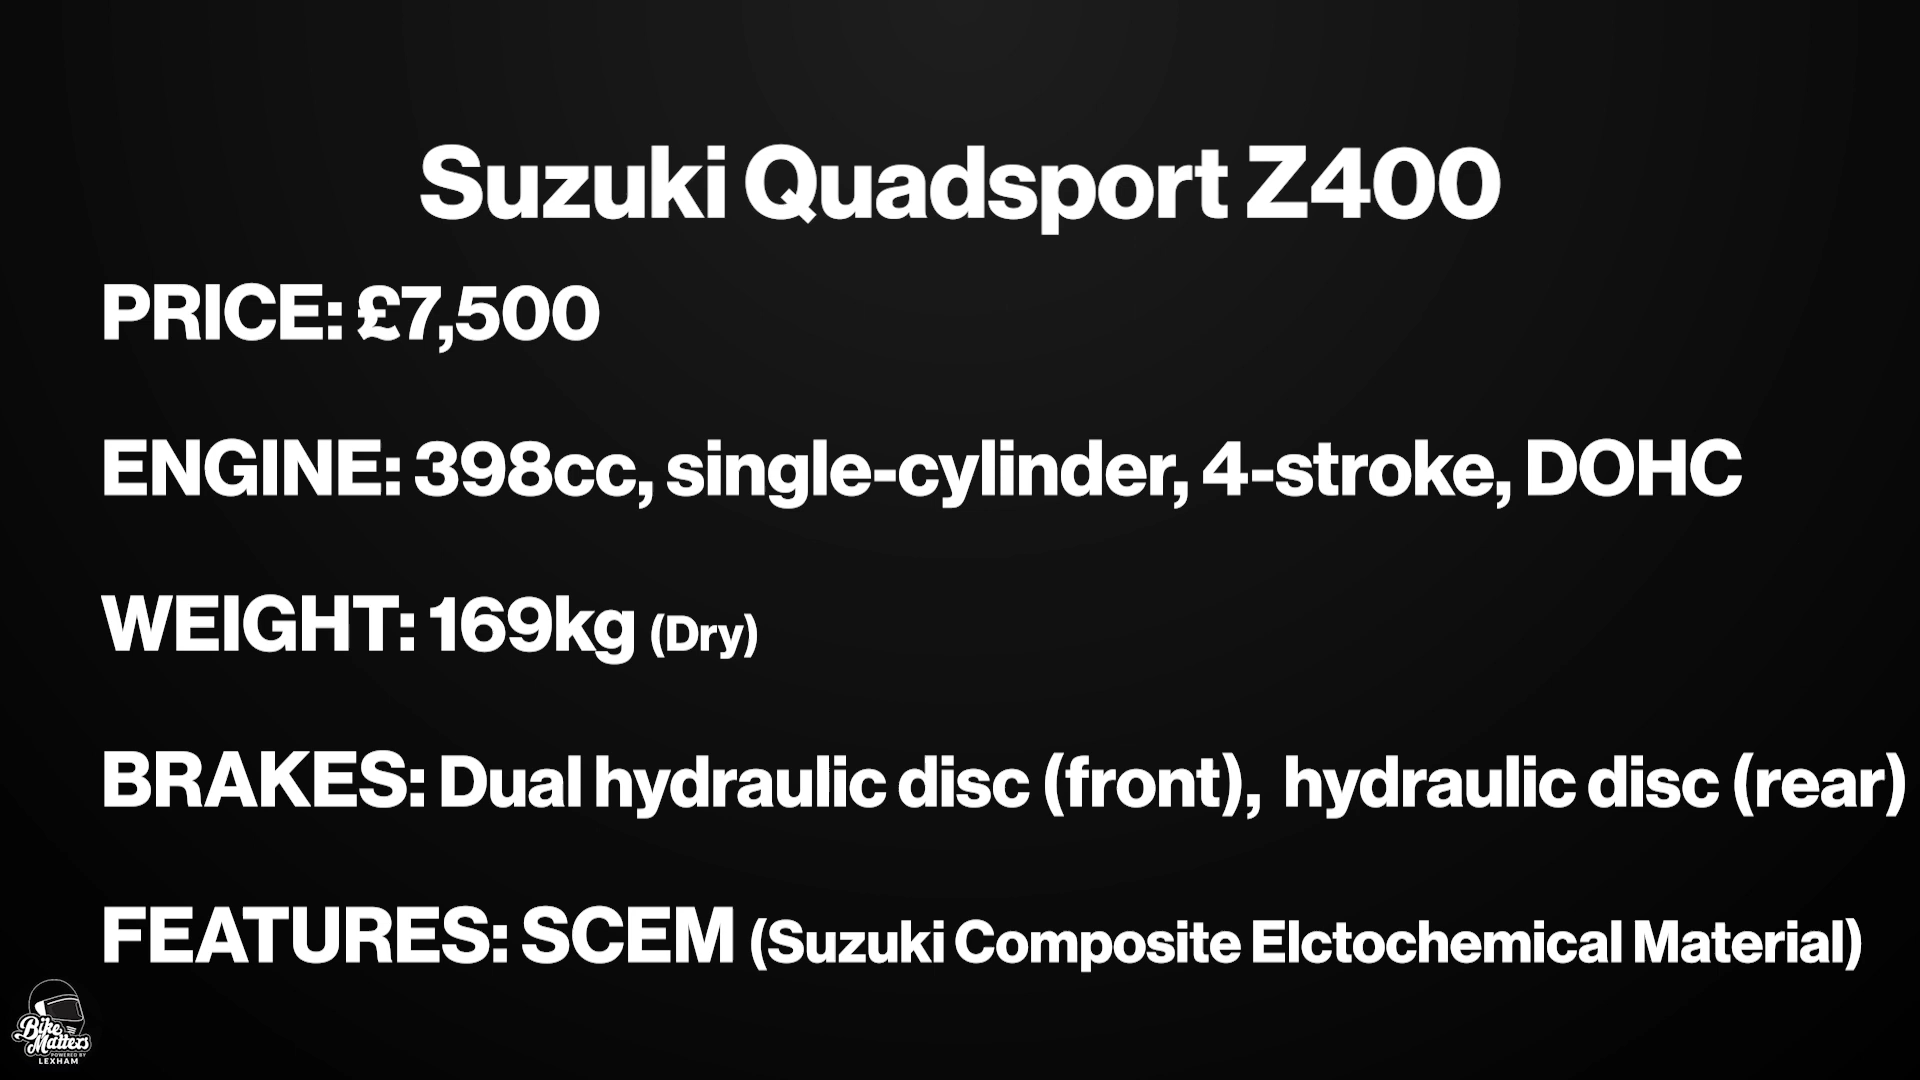 Suzuki Quadsport Z400
PRICE: £7,500
ENGINE: 398cc, single-cylinder, 4-stroke, DOHC
WEIGHT: 169kg (Dry)
BRAKES: Dual hydraulic disc (front), hydraulic disc (rear)
FEATURES: SCEM (Suzuki Composite Elctochemical Material)
Bike
Matters
POWERED BY
LEXHAM